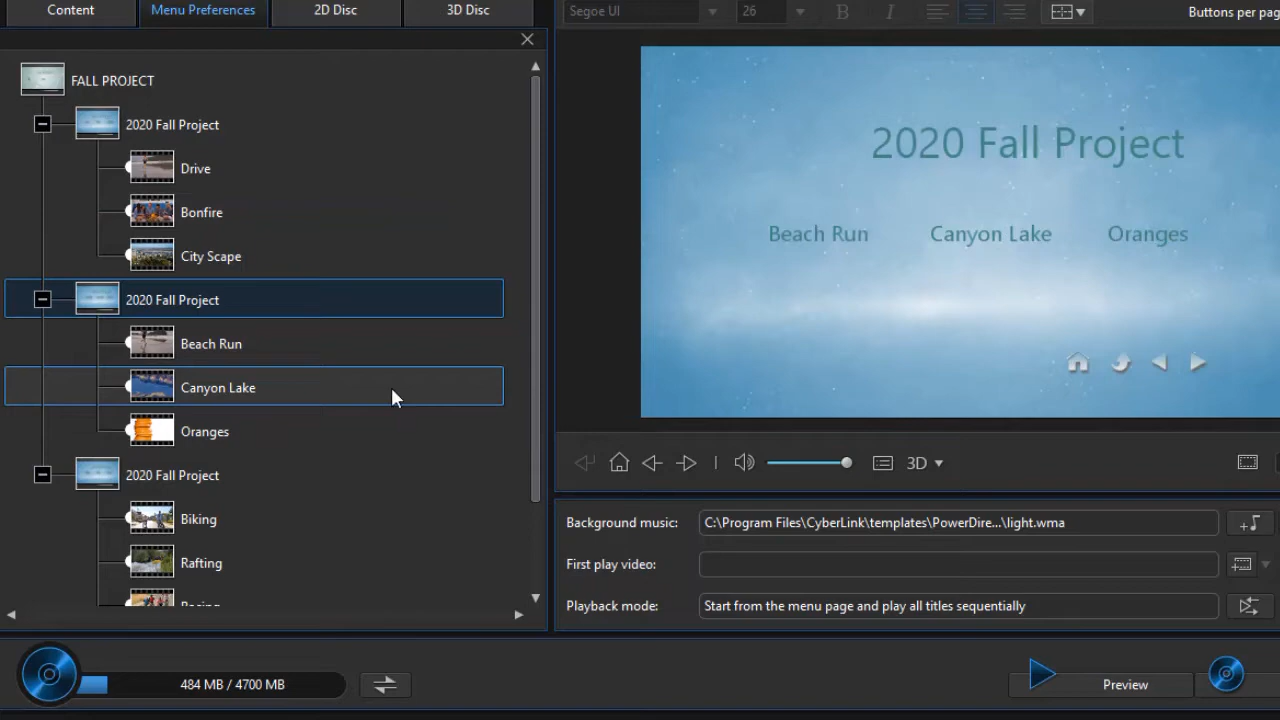 Content
Menu Preferences
2D Disc
3D Disc
Segoe UI
26
B
I
Buttons per
FALL PROJECT
2020 Fall Project
Drive
Bonfire
City Scape
2020 Fall Project
Beach Run
Canyon Lake
Oranges
2020 Fall Project
Biking
Rafting
2020 Fall Project
Beach Run
Canyon Lake
Oranges
3D
Background music:
C:\Program Files\CyberLink\templates\PowerDire...\light.wma
First play video:
Playback mode:
Start from the menu page and play all titles sequentially
484 MB / 4700 MB
Preview